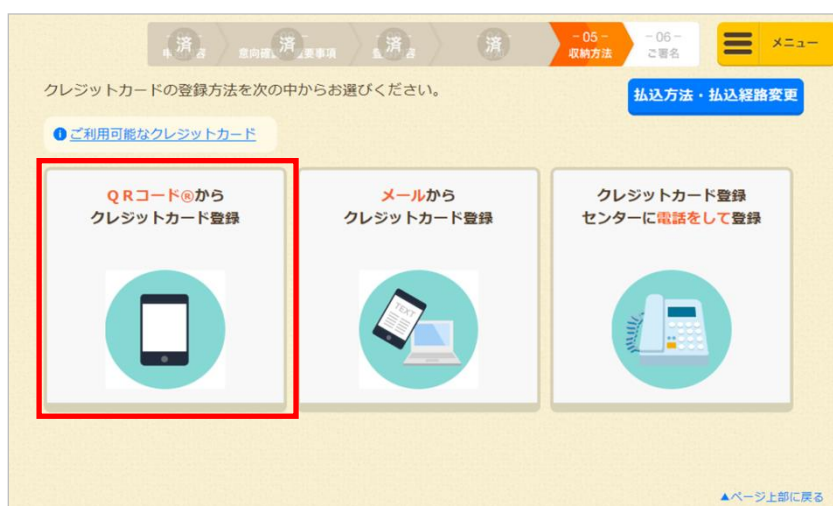 済
済
済
済
意向確
要事項
-05-
収納方法
-06-
ご署名
メニュー
クレジットカードの登録方法を次の中からお選びください。
払込方法・払込経路変更
ご利用可能なクレジットカード
QRコード®から
クレジットカード登録
メールから
クレジットカード登録
クレジットカード登録
センターに電話をして登録
TEXT
▲ページ上部に戻る